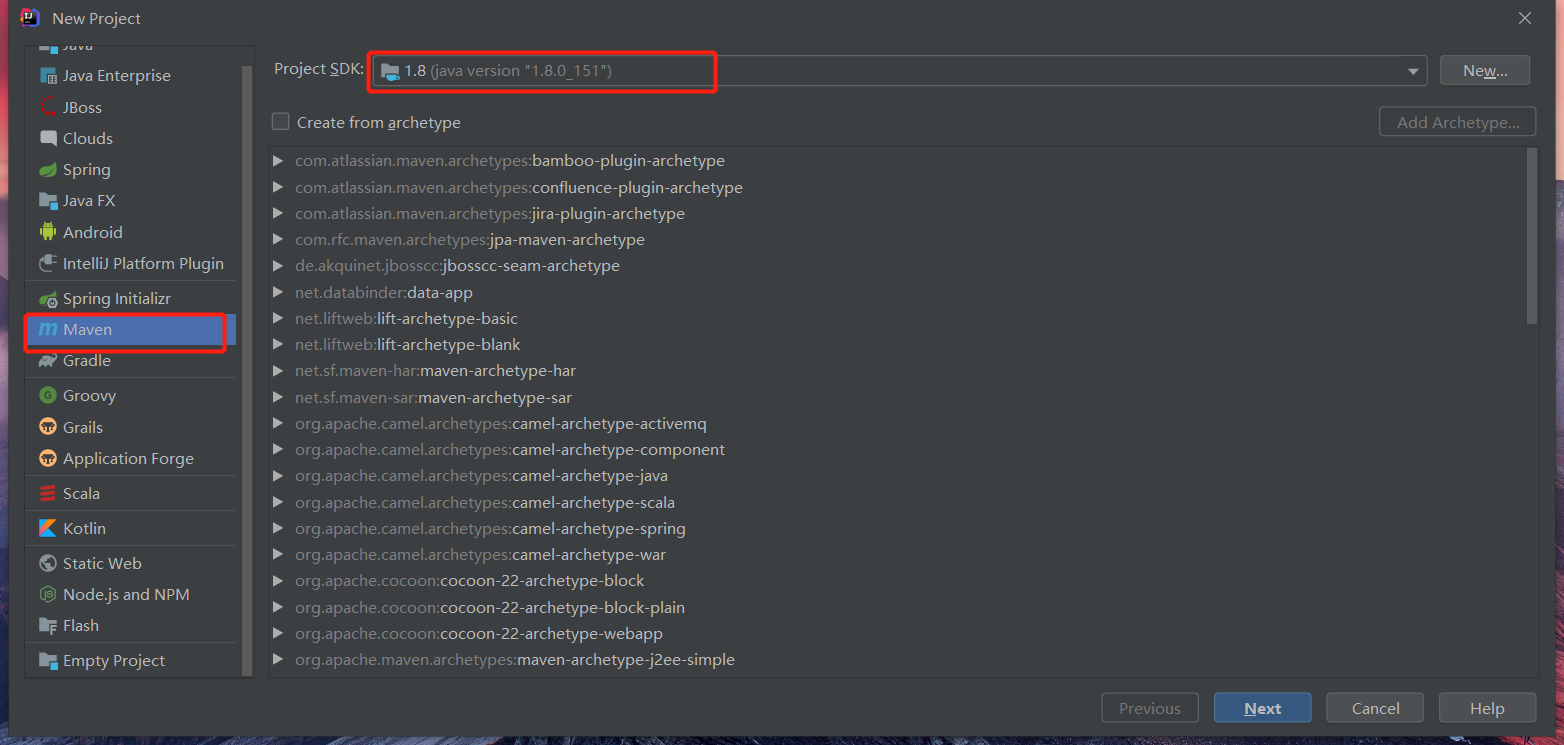 New Project
Java
Java Enterprise
JBoss
Clouds
Spring
Java FX
Android
IntelliJ Platform Plugin
Spring Initializr
Maven
Gradle
Groovy
Grails
Application Forge
Scala
Kotlin
Static Web
Node.js and NPM
Flash
Empty Project
Project SDK: 1.8 (java version "1.8.0_151") New...
Create from archetype Add Archetype...
com.atlassian.maven.archetypes:bamboo-plugin-archetype
com.atlassian.maven.archetypes:confluence-plugin-archetype
com.atlassian.maven.archetypes:jira-plugin-archetype
com.rfc.maven.archetypes:jpa-maven-archetype
de.akquinet.jbosscc:jbosscc-seam-archetype
net.databinder:data-app
net.liftweb:lift-archetype-basic
net.liftweb:lift-archetype-blank
net.sf.maven-har:maven-archetype-har
net.sf.maven-sar:maven-archetype-sar
org.apache.camel.archetypes:camel-archetype-activemq
org.apache.camel.archetypes:camel-archetype-component
org.apache.camel.archetypes:camel-archetype-java
org.apache.camel.archetypes:camel-archetype-scala
org.apache.camel.archetypes:camel-archetype-spring
org.apache.camel.archetypes:camel-archetype-war
org.apache.cocoon:cocoon-22-archetype-block
org.apache.cocoon:cocoon-22-archetype-block-plain
org.apache.cocoon:cocoon-22-archetype-webapp
org.apache.maven.archetypes:maven-archetype-j2ee-simple
Previous Next Cancel Help